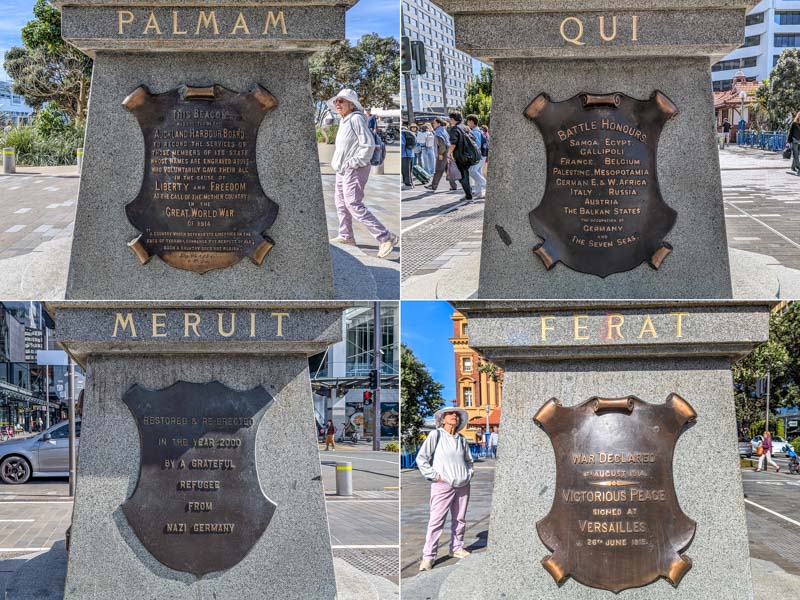 PALMAM
THIS BEACON
AUCKLAND HARBOUR BOARD
TO RECORD THE SERVICES OF
THOSE MEMBERS OF ITS STAFF
WHOSE NAMES ARE ENGRAVED ABOVE
WHO VOLUNTARILY GAVE THEIR ALL
IN THE CAUSE OF
LIBERTY AND FREEDOM
AT THE CALL OF THE MOTHER COUNTRY
IN THE
GREAT WORLD WAR
OF 1914
QUI
BATTLE HONOURS
SAMOA, EGYPT,
GALLIPOLI
FRANCE, BELGIUM
PALESTINE, MESOPOTAMIA
GERMAN E. & W. AFRICA
ITALY, RUSSIA
AUSTRIA
THE BALKAN STATES
THE OCCUPATION OF
GERMANY
AND
THE SEVEN SEAS.
MERUIT
RESTORED & RE-ERECTED
IN THE YEAR 2000
BY A GRATEFUL
REFUGEE
FROM
NAZI GERMANY
FERAT
WAR DECLARED
AUGUST 1914
VICTORIOUS PEACE
SIGNED AT
VERSAILLES
JUNE 1919.